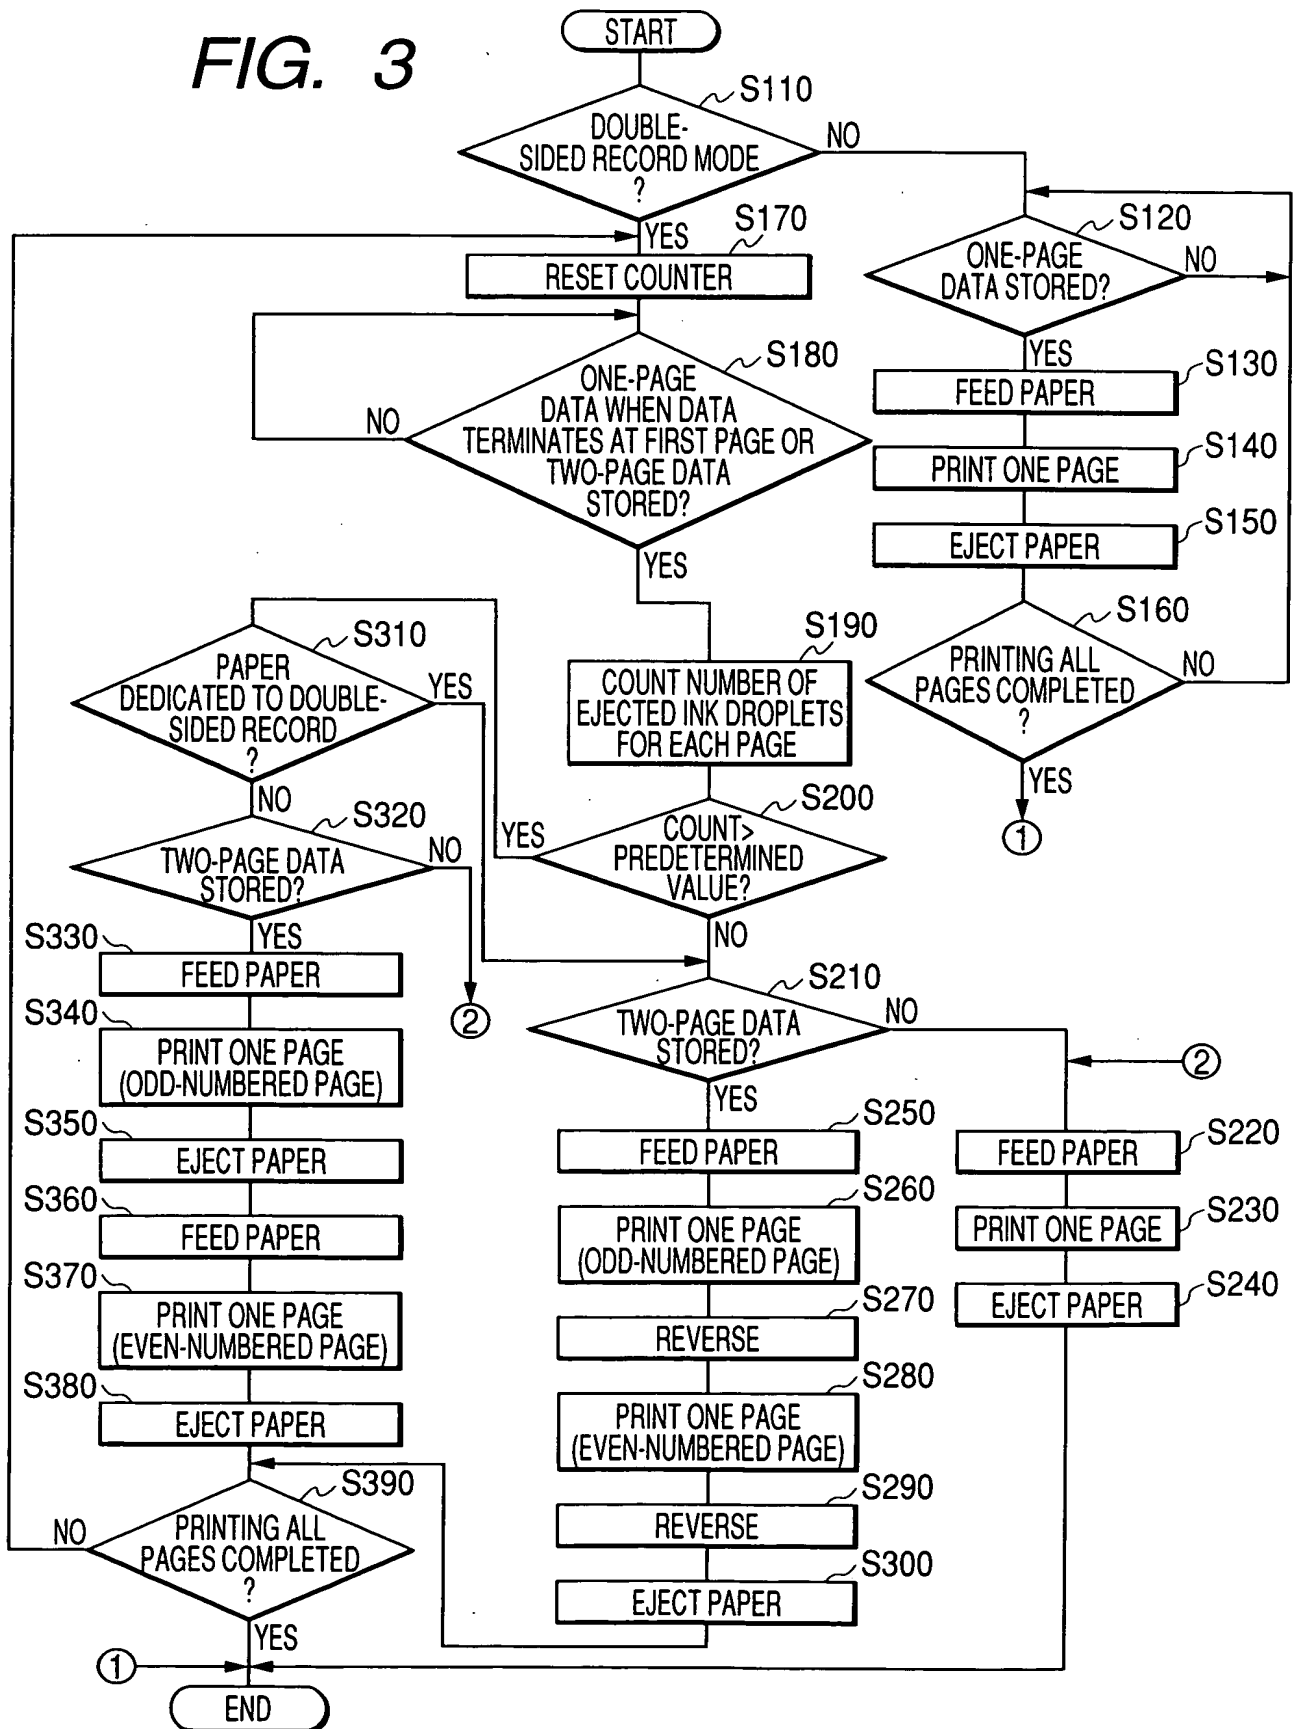 FIG. 3
START
S110
DOUBLE-
SIDED RECORD MODE
?
NO
YES
S170
RESET COUNTER
S120
ONE-PAGE
DATA STORED?
NO
YES
S130
FEED PAPER
S140
PRINT ONE PAGE
S150
EJECT PAPER
S160
PRINTING ALL
PAGES COMPLETED
?
NO
YES
1
S180
ONE-PAGE
DATA WHEN DATA
TERMINATES AT FIRST PAGE OR
TWO-PAGE DATA
STORED?
NO
YES
S190
COUNT NUMBER OF
EJECTED INK DROPLETS
FOR EACH PAGE
S200
COUNT>
PREDETERMINED
VALUE?
YES
NO
S310
PAPER
DEDICATED TO DOUBLE-
SIDED RECORD
?
YES
NO
S320
TWO-PAGE DATA
STORED?
NO
2
YES
S330
FEED PAPER
S340
PRINT ONE PAGE
(ODD-NUMBERED PAGE)
S350
EJECT PAPER
S360
FEED PAPER
S370
PRINT ONE PAGE
(EVEN-NUMBERED PAGE)
S380
EJECT PAPER
S390
PRINTING ALL
PAGES COMPLETED
?
NO
YES
1
END
S210
TWO-PAGE DATA
STORED?
NO
2
YES
S250
FEED PAPER
S260
PRINT ONE PAGE
(ODD-NUMBERED PAGE)
S270
REVERSE
S280
PRINT ONE PAGE
(EVEN-NUMBERED PAGE)
S290
REVERSE
S300
EJECT PAPER
S220
FEED PAPER
S230
PRINT ONE PAGE
S240
EJECT PAPER